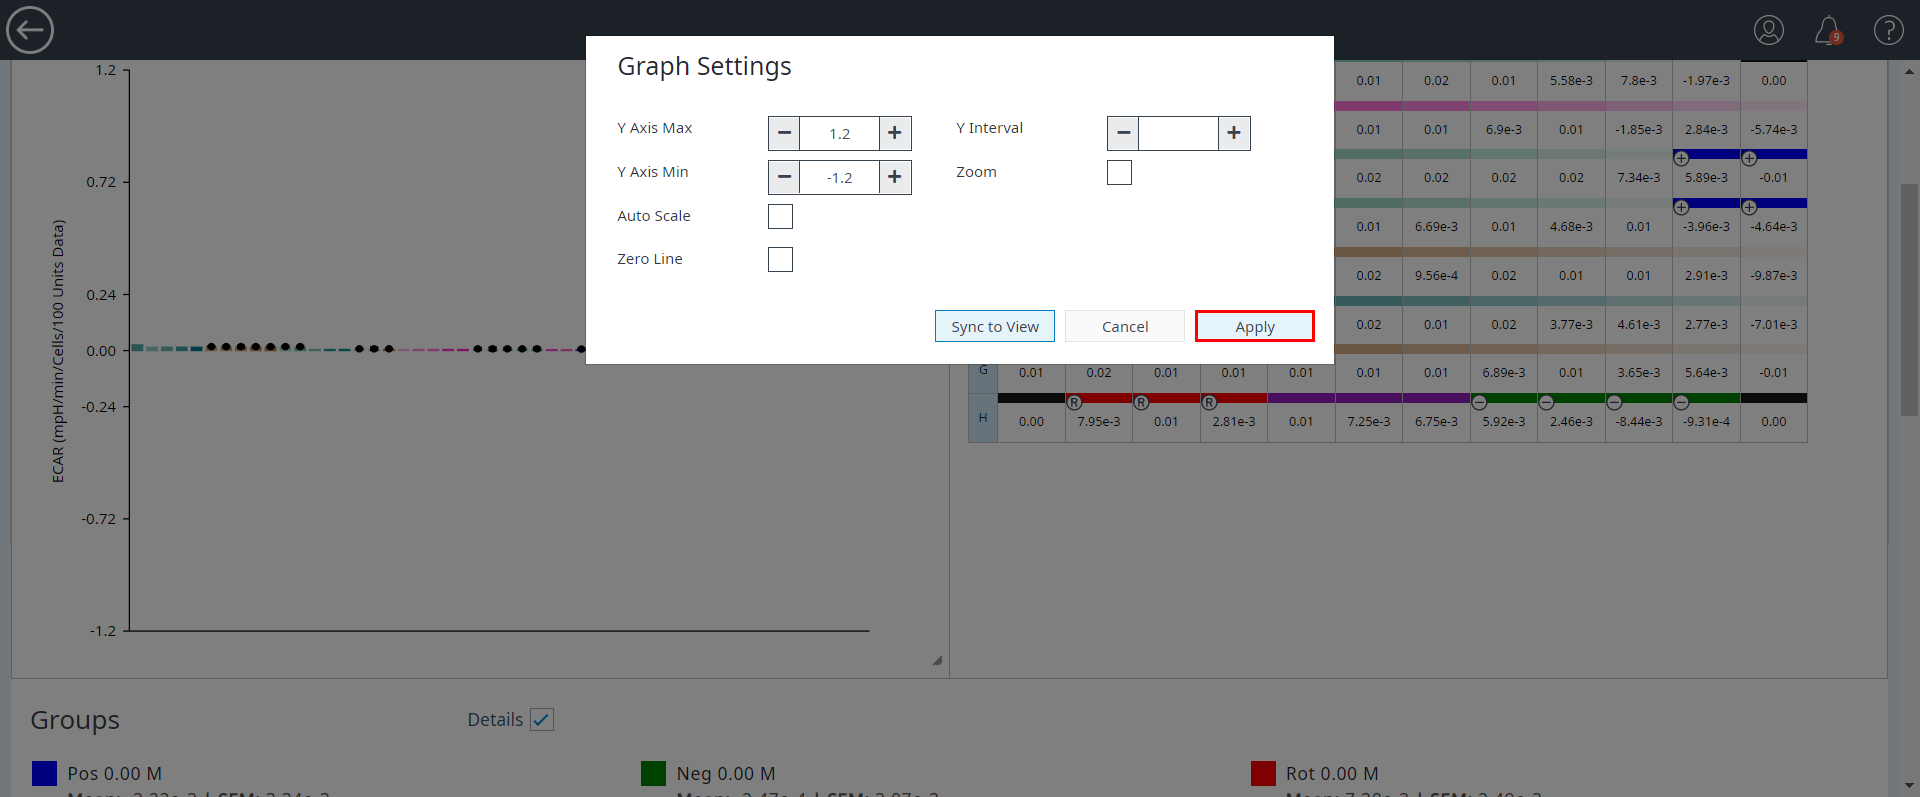 9
Graph Settings
Y Axis Max
1.2
Y Interval
Y Axis Min
-1.2
Zoom
Auto Scale
Zero Line
Sync to View
Cancel
Apply
ECAR (mpH/min/Cells/100 Units Data)
1.2
0.72
0.24
0.00
-0.24
-0.72
-1.2
0.01 0.02 0.01 5.58e-3 7.8e-3 -1.97e-3 0.00
0.01 0.01 6.9e-3 0.01 -1.85e-3 2.84e-3 -5.74e-3
0.02 0.02 0.02 0.02 7.34e-3 5.89e-3 -0.01
0.01 6.69e-3 0.01 4.68e-3 0.01 -3.96e-3 -4.64e-3
0.02 9.56e-4 0.02 0.01 0.01 2.91e-3 -9.87e-3
0.02 0.01 0.02 3.77e-3 4.61e-3 2.77e-3 -7.01e-3
G 0.01 0.02 0.01 0.01 0.01 0.01 0.01 6.89e-3 0.01 3.65e-3 5.64e-3 -0.01
R R R
H 0.00 7.95e-3 0.01 2.81e-3 0.01 7.25e-3 6.75e-3 5.92e-3 2.46e-3 -8.44e-3 -9.31e-4 0.00
Groups
Details
Pos 0.00 M
Neg 0.00 M
Rot 0.00 M